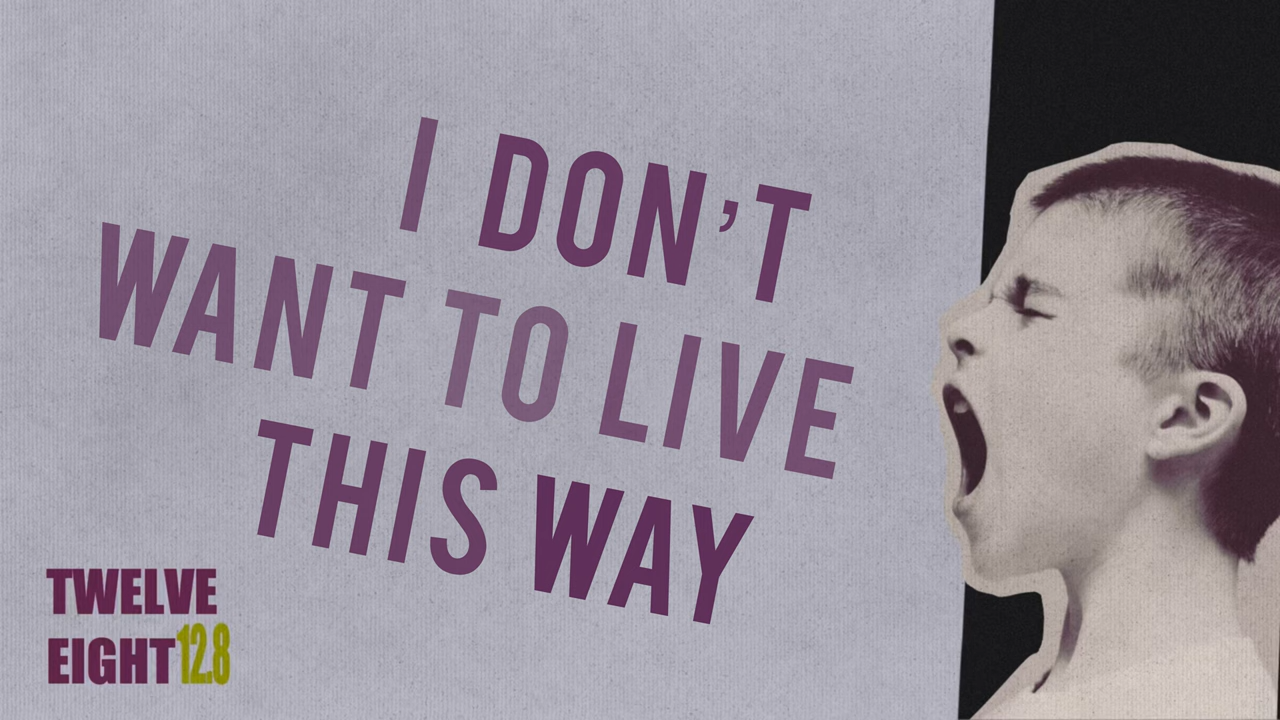 I DON'T
WANT TO LIVE
THIS WAY
TWELVE
EIGHT12.8